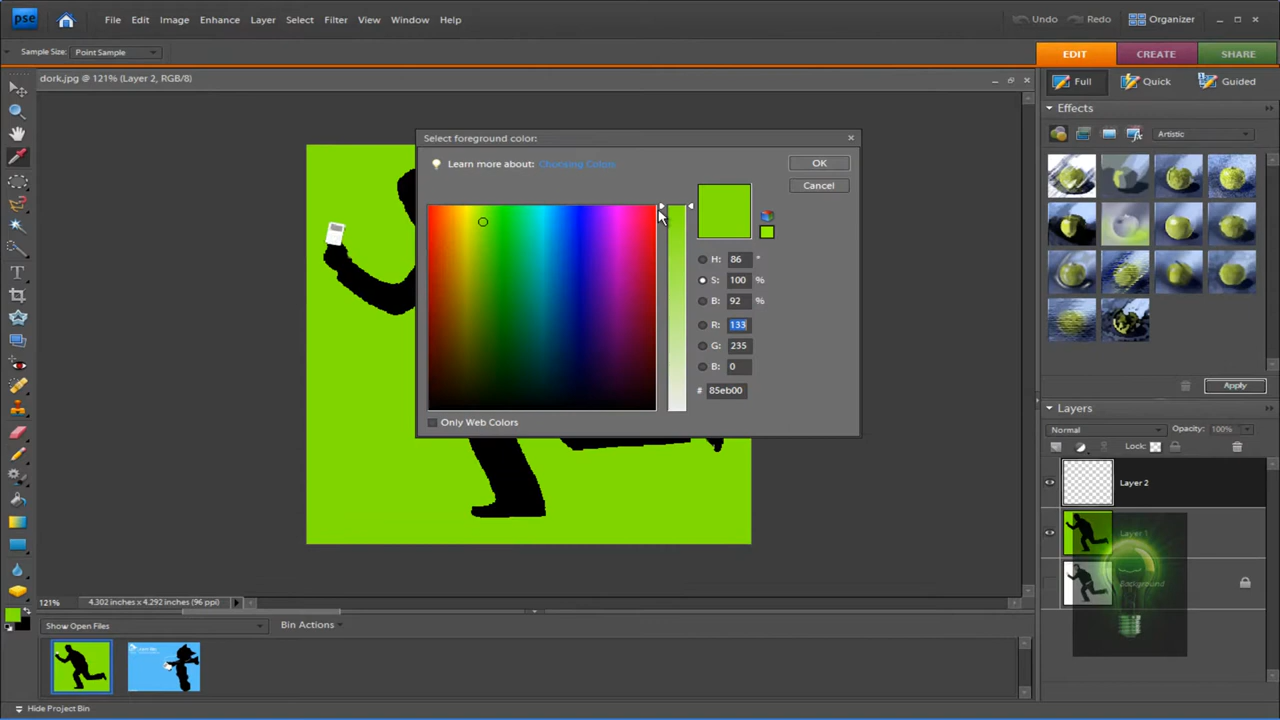 pse File Edit Image Enhance Layer Select Filter View Window Help Undo Redo Organizer
Sample Size: Point Sample EDIT CREATE SHARE
dork.jpg @ 121% (Layer 2, RGB/8) Full Quick Guided
Effects
Artistic
Select foreground color:
Learn more about: Choosing Color OK
Cancel
H: 86 °
S: 100 %
B: 92 %
R: 133
G: 235
B: 0
# 85eb00
Only Web Colors
Apply
Layers
Normal Opacity: 100%
Lock:
Layer 2
Layer 1
Background
121% 4.302 inches x 4.292 inches (96 ppi)
Show Open Files Bin Actions
Hide Project Bin